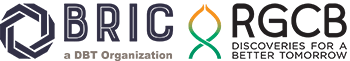 BRIC
a DBT Organization
RGCB
DISCOVERIES FOR A
BETTER TOMORROW